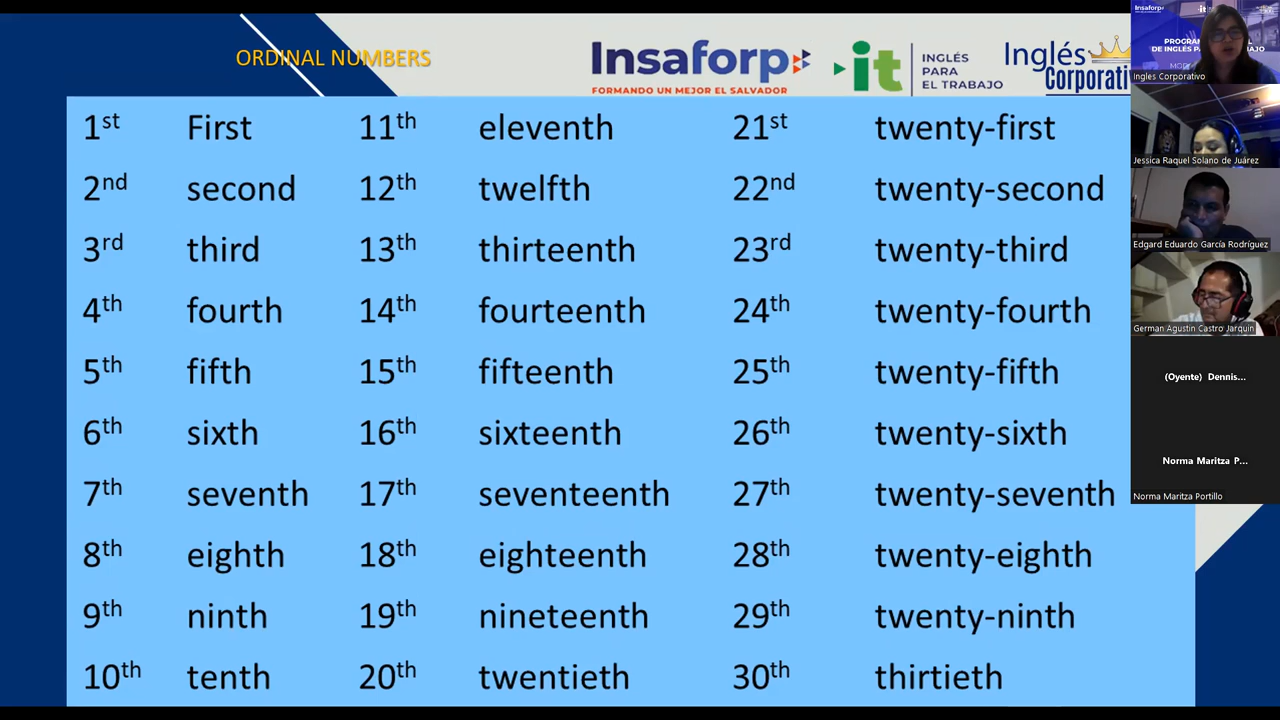 ORDINAL NUMBERS
Insaforp
FORMANDO UN MEJOR EL SALVADOR
it
INGLÉS
PARA
EL TRABAJO
Inglés
1st First 11th eleventh 21st twenty-first
2nd second 12th twelfth 22nd twenty-second
3rd third 13th thirteenth 23rd twenty-third
4th fourth 14th fourteenth 24th twenty-fourth
5th fifth 15th fifteenth 25th twenty-fifth
6th sixth 16th sixteenth 26th twenty-sixth
7th seventh 17th seventeenth 27th twenty-seventh
8th eighth 18th eighteenth 28th twenty-eighth
9th ninth 19th nineteenth 29th twenty-ninth
10th tenth 20th twentieth 30th thirtieth
Insaforp
it
Ingles Corporativo
Jessica Raquel Solano de Juárez
Edgard Eduardo García Rodríguez
German Agustin Castro Jarquin
(Oyente) Dennis...
Norma Maritza P...
Norma Maritza Portillo